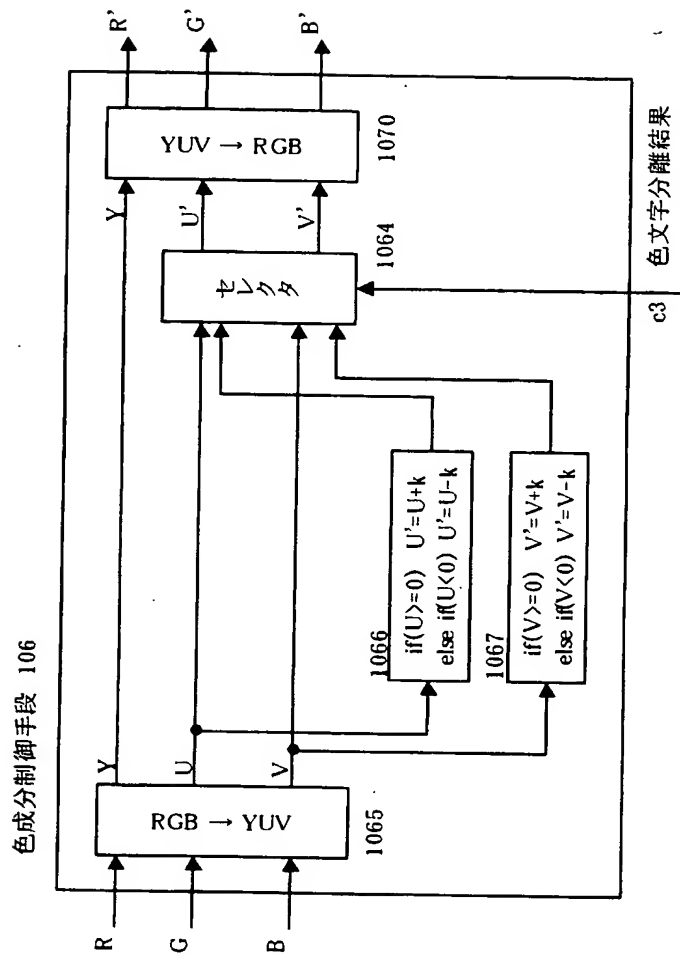 色成分制御手段 106
R
G
B
RGB → YUV
1065
Y
U
V
1066
if(U>=0) U'=U+k
else if(U<0) U'=U-k
1067
if(V>=0) V'=V+k
else if(V<0) V'=V-k
セレクタ
1064
c3 色文字分離結果
Y
U'
V'
YUV → RGB
1070
R'
G'
B'